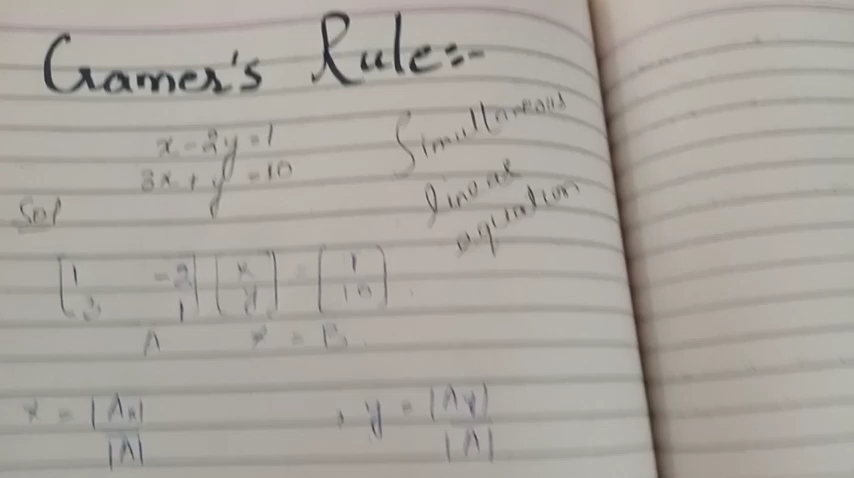 Cramer's Rule:-
x - 2y = 1
3x + y = 10
Simultaneous
linear
equation
Sol
[1 -2] [x] = [1]
[3 1] [y] [10]
A x = B
x = |Ax| , y = |Ay|
|A| |A|